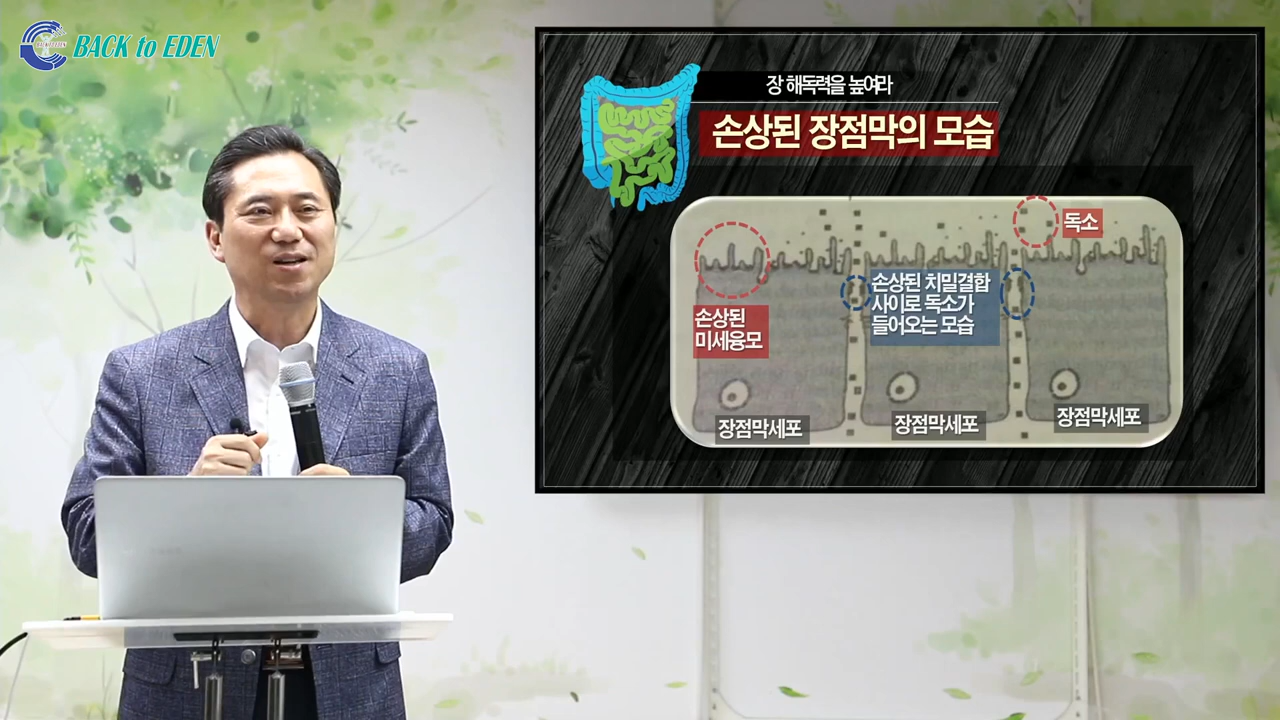 BACK to EDEN
장 해독력을 높여라
손상된 장점막의 모습
독소
손상된 치밀결합
사이로 독소가
들어오는 모습
손상된
미세융모
장점막세포
장점막세포
장점막세포